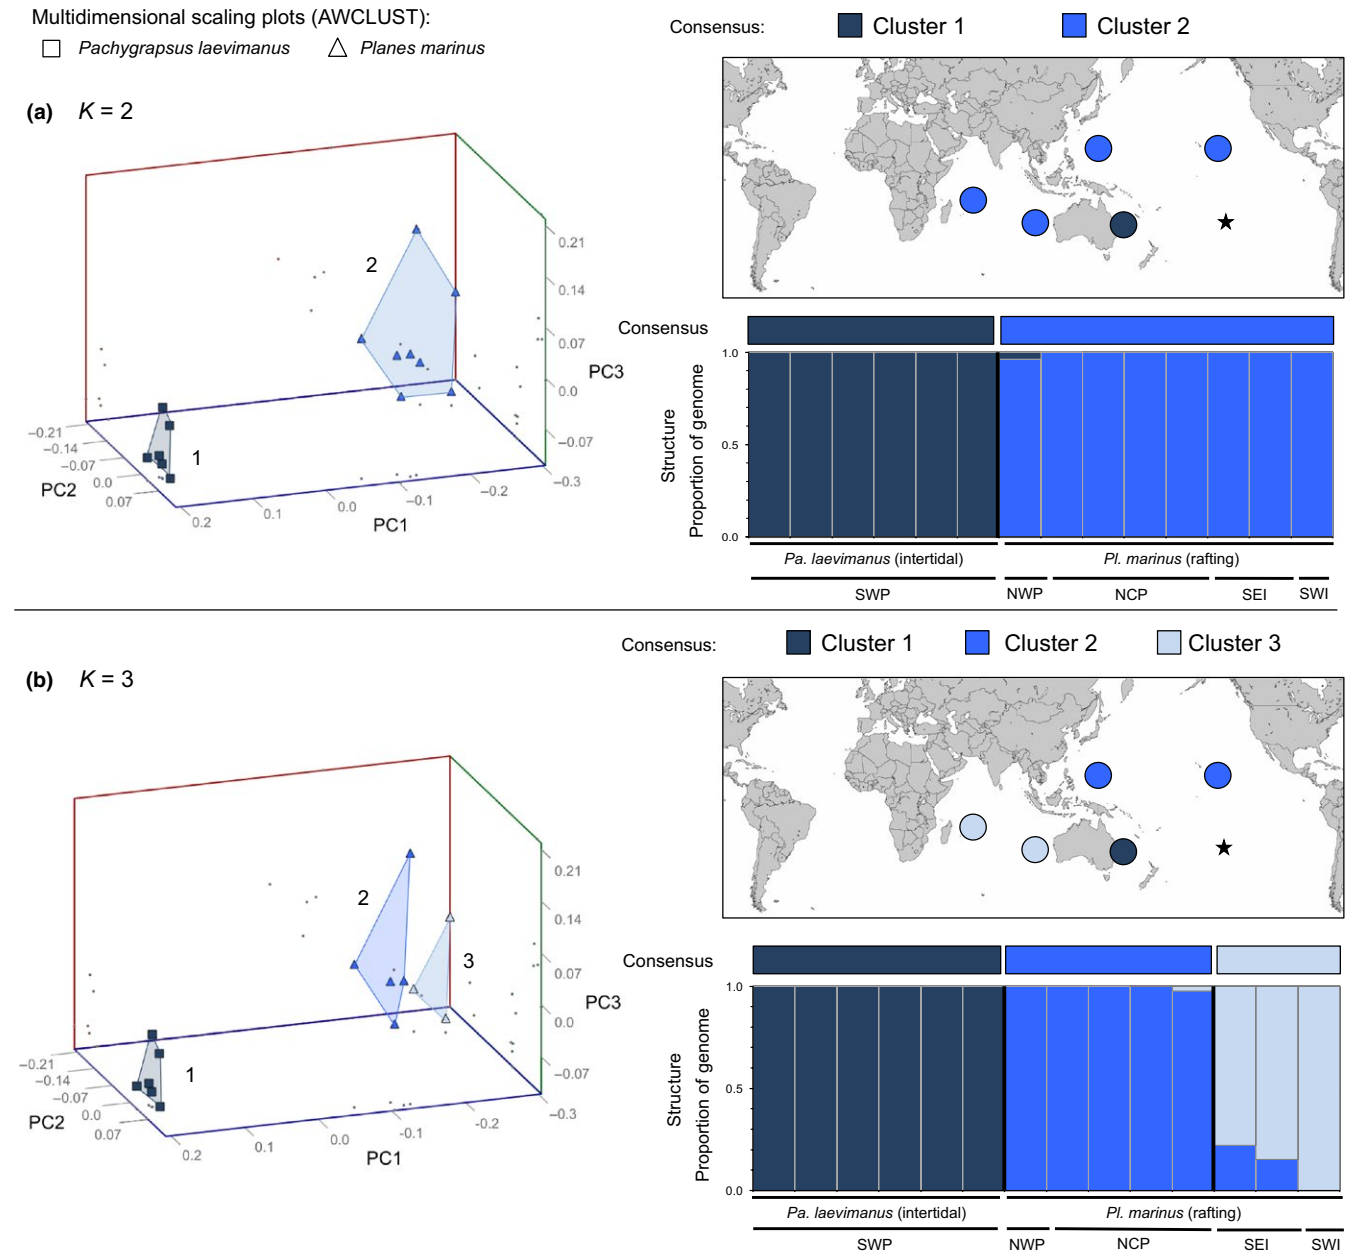 Multidimensional scaling plots (AWCLUST):
Pachygrapsus laevimanus Planes marinus
(a) K = 2
2
1
0.21
0.14
0.07
0.0
−0.07
PC3
−0.21
−0.14
−0.07
0.0
0.07
PC2
0.2
0.1
0.0
−0.1
−0.2
−0.3
PC1
Consensus: Cluster 1 Cluster 2
Consensus
Structure
Proportion of genome
1.0
0.5
0.0
Pa. laevimanus (intertidal) Pl. marinus (rafting)
SWP NWP NCP SEI SWI
(b) K = 3
2
3
1
0.21
0.14
0.07
0.0
−0.07
PC3
−0.21
−0.14
−0.07
0.0
0.07
PC2
0.2
0.1
0.0
−0.1
−0.2
−0.3
PC1
Consensus: Cluster 1 Cluster 2 Cluster 3
Consensus
Structure
Proportion of genome
1.0
0.5
0.0
Pa. laevimanus (intertidal) Pl. marinus (rafting)
SWP NWP NCP SEI SWI